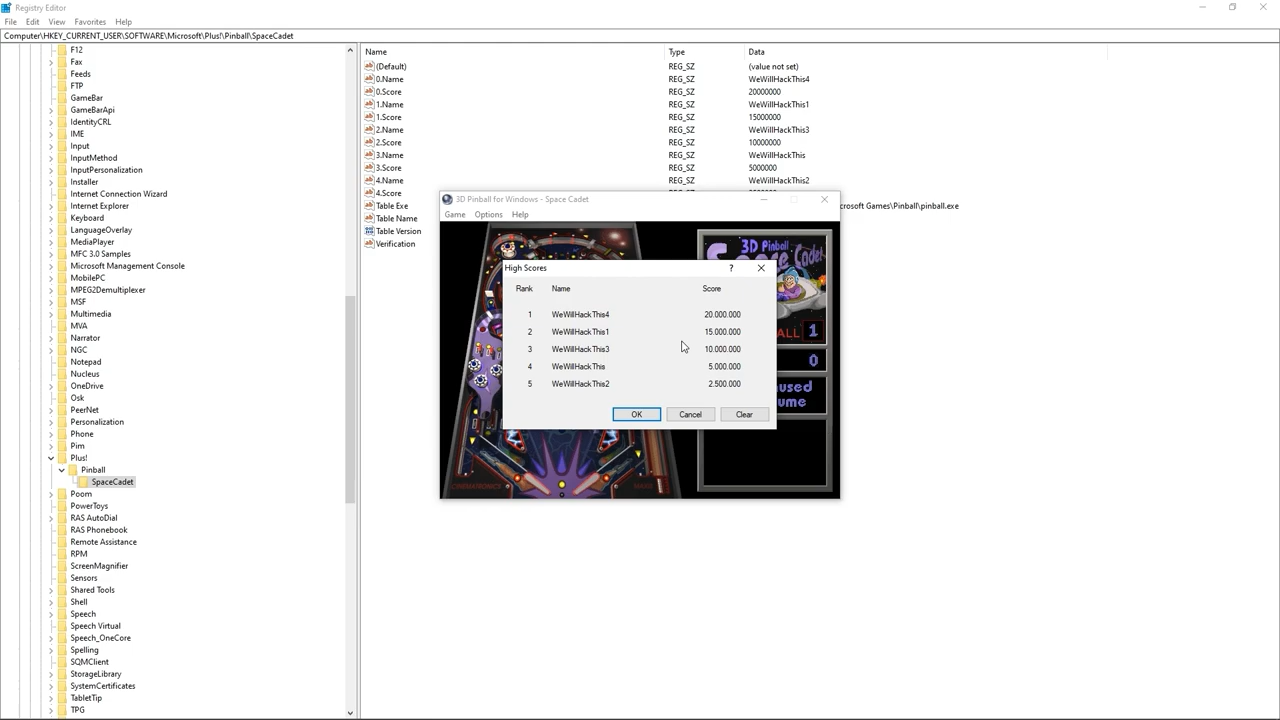 Registry Editor
File Edit View Favorites Help
Computer\HKEY_CURRENT_USER\SOFTWARE\Microsoft\Plus!\Pinball\SpaceCadet
F12
Fax
Feeds
FTP
GameBar
GameBarApi
IdentityCRL
IME
Input
InputMethod
InputPersonalization
Installer
Internet Connection Wizard
Internet Explorer
Keyboard
LanguageOverlay
MediaPlayer
MFC 3.0 Samples
Microsoft Management Console
MobilePC
MPEG2Demultiplexer
MSF
Multimedia
MVA
Narrator
NGC
Notepad
Nucleus
OneDrive
Osk
PeerNet
Personalization
Phone
Pim
Plus!
Pinball
SpaceCadet
Poom
PowerToys
RAS AutoDial
RAS Phonebook
Remote Assistance
RPM
ScreenMagnifier
Sensors
Shared Tools
Shell
Speech
Speech Virtual
Speech_OneCore
Spelling
SQMClient
StorageLibrary
SystemCertificates
TabletTip
TPG
Name Type Data
(Default) REG_SZ (value not set)
0.Name REG_SZ WeWillHackThis4
0.Score REG_SZ 20000000
1.Name REG_SZ WeWillHackThis1
1.Score REG_SZ 15000000
2.Name REG_SZ WeWillHackThis3
2.Score REG_SZ 10000000
3.Name REG_SZ WeWillHackThis
3.Score REG_SZ 5000000
4.Name REG_SZ WeWillHackThis2
4.Score
Table Exe crosoft Games\Pinball\pinball.exe
Table Name
Table Version
Verification
3D Pinball for Windows - Space Cadet
Game Options Help
3D Pinball
Space Cadet
ALL 1
0
used
ume
CINEMATRONICS
MAXIS
High Scores ?
Rank Name Score
1 WeWillHackThis4 20.000.000
2 WeWillHackThis1 15.000.000
3 WeWillHackThis3 10.000.000
4 WeWillHackThis 5.000.000
5 WeWillHackThis2 2.500.000
OK Cancel Clear